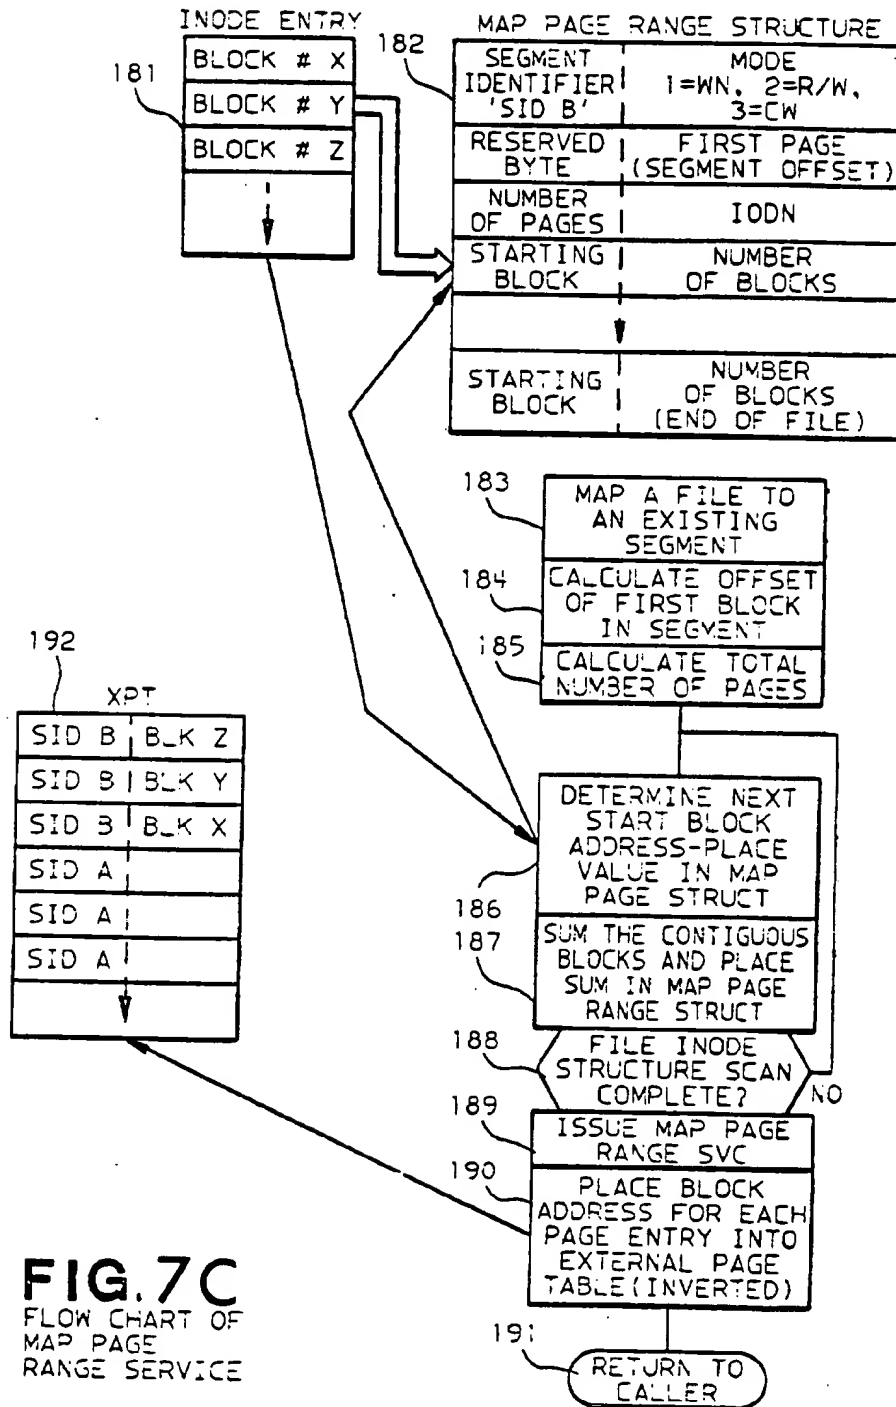 INODE ENTRY
181
BLOCK # X
BLOCK # Y
BLOCK # Z
MAP PAGE RANGE STRUCTURE
182
SEGMENT
IDENTIFIER
'SID B'
MODE
1=WN, 2=R/W,
3=CW
RESERVED
BYTE
FIRST PAGE
(SEGMENT OFFSET)
NUMBER
OF PAGES
IODN
STARTING
BLOCK
NUMBER
OF BLOCKS
STARTING
BLOCK
NUMBER
OF BLOCKS
(END OF FILE)
183
MAP A FILE TO
AN EXISTING
SEGMENT
184
CALCULATE OFFSET
OF FIRST BLOCK
IN SEGMENT
185
CALCULATE TOTAL
NUMBER OF PAGES
192
XPT
SID B BLK Z
SID B BLK Y
SID B BLK X
SID A
SID A
SID A
DETERMINE NEXT
START BLOCK
ADDRESS-PLACE
VALUE IN MAP
PAGE STRUCT
186
187
SUM THE CONTIGUOUS
BLOCKS AND PLACE
SUM IN MAP PAGE
RANGE STRUCT
188
FILE INODE
STRUCTURE SCAN
COMPLETE?
NO
189
ISSUE MAP PAGE
RANGE SVC
190
PLACE BLOCK
ADDRESS FOR EACH
PAGE ENTRY INTO
EXTERNAL PAGE
TABLE(INVERTED)
191
RETURN TO
CALLER
FIG.7C
FLOW CHART OF
MAP PAGE
RANGE SERVICE